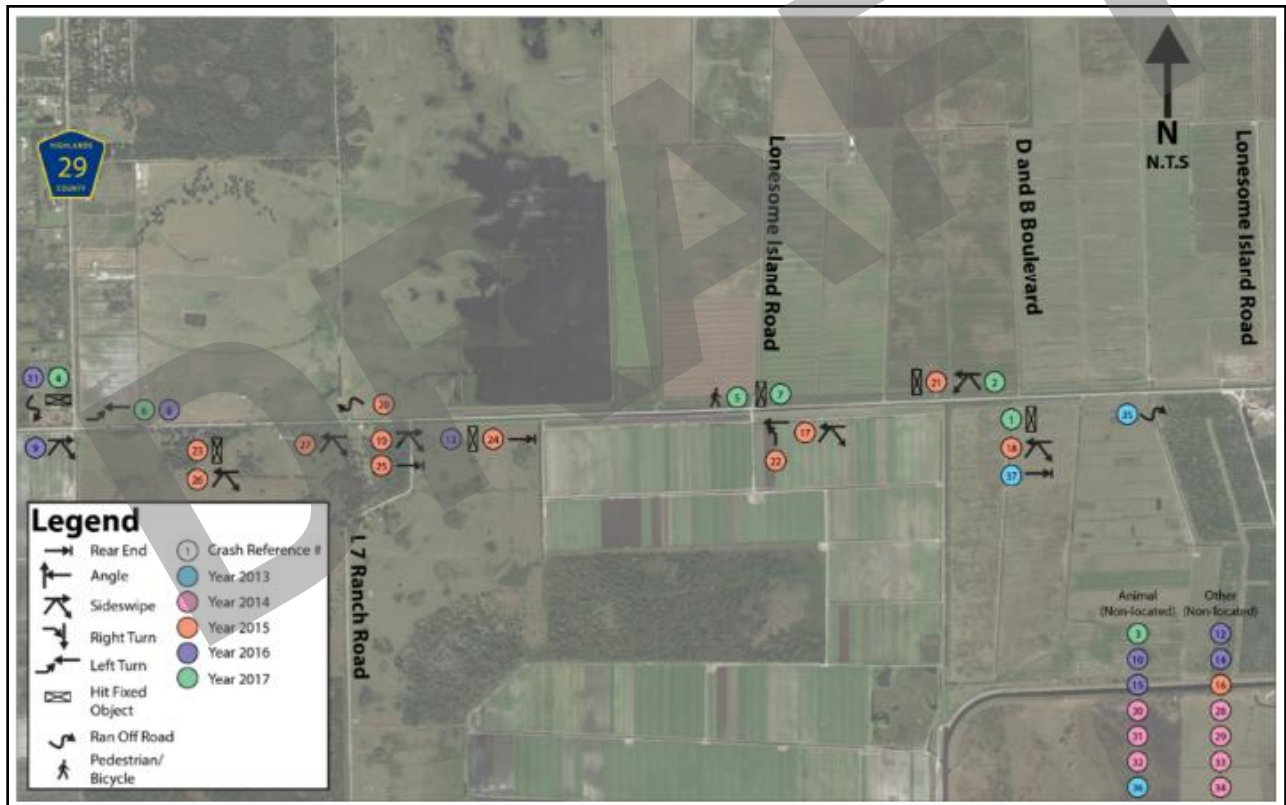 DRAFT
HIGHLANDS
29
COUNTY
N
N.T.S
Lonesome Island Road
D and B Boulevard
Lonesome Island Road
21
2
5
7
11
4
6
8
20
1
35
9
23
27
19
13
24
17
18
26
25
22
37
L 7 Ranch Road
Legend
Rear End
Angle
Sideswipe
Right Turn
Left Turn
Hit Fixed
Object
Ran Off Road
Pedestrian/
Bicycle
1 Crash Reference #
Year 2013
Year 2014
Year 2015
Year 2016
Year 2017
Animal
(Non-located)
3
10
15
30
31
32
36
Other
(Non-located)
12
14
16
28
29
33
34